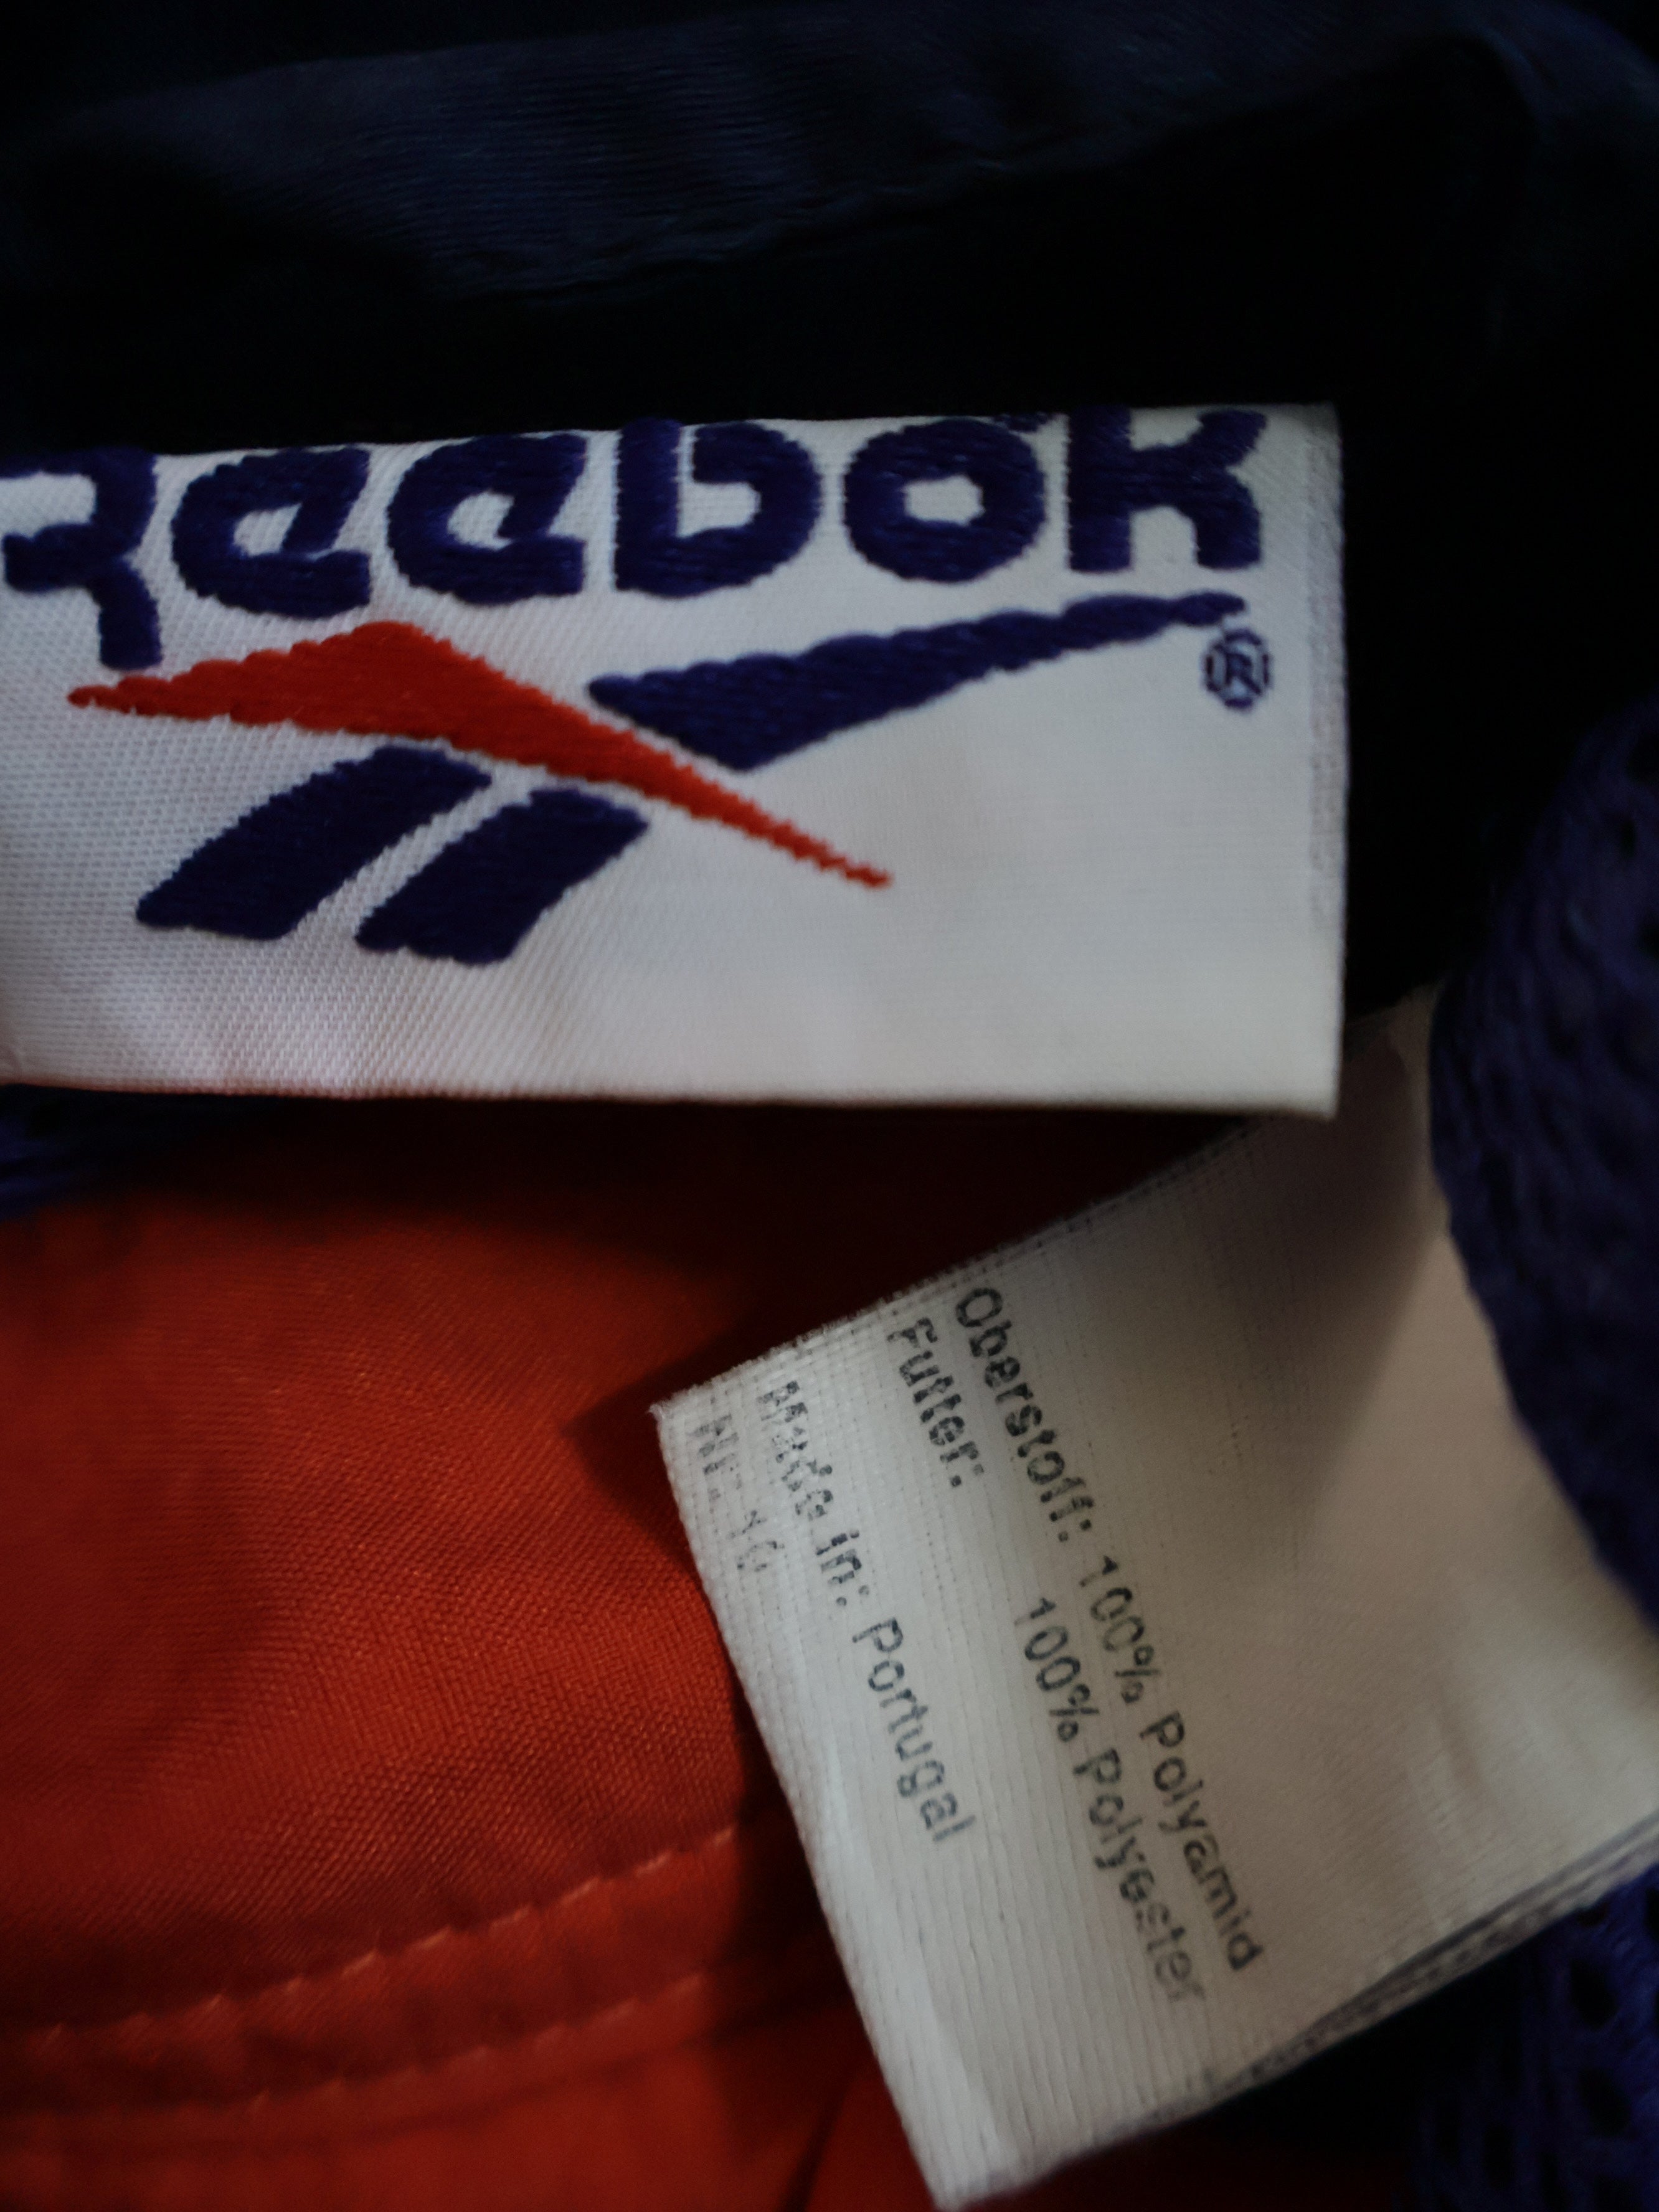 Reebok
®
Oberstoff: 100% Polyamid
Futter: 100% Polyester
Made in: Portugal